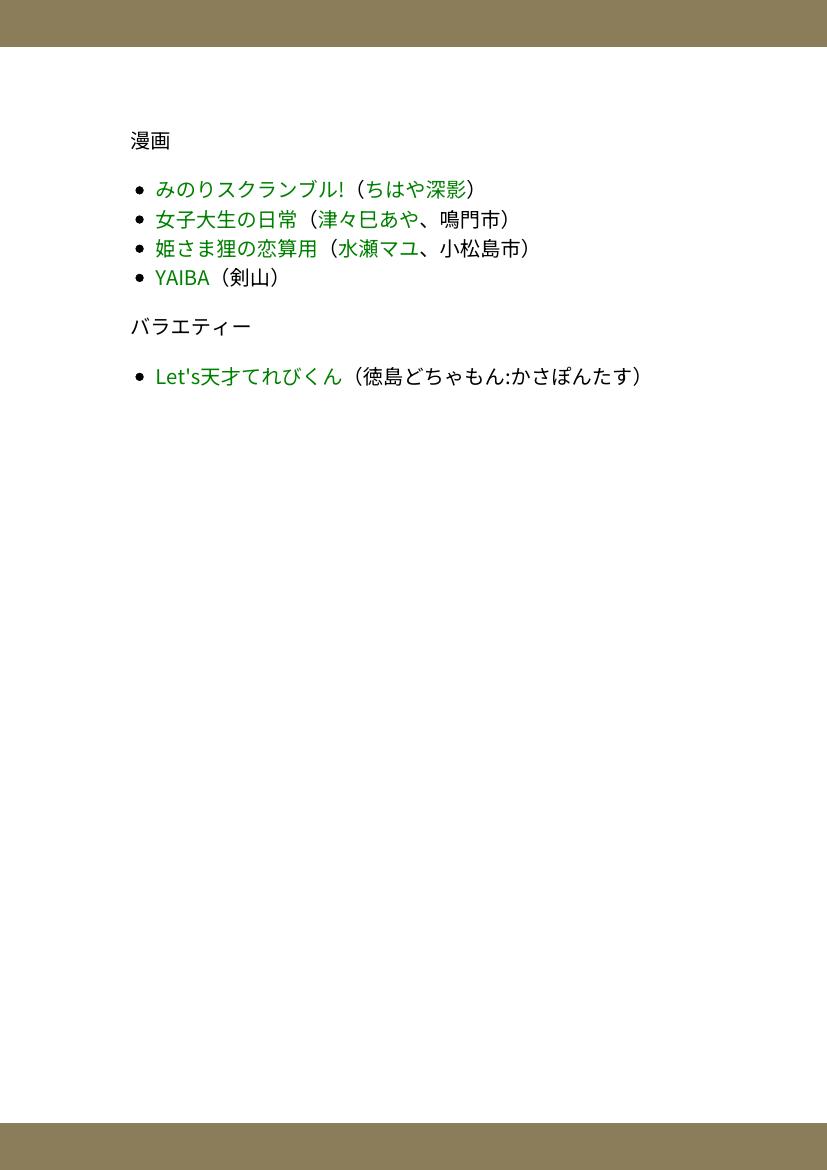 漫画
みのりスクランブル!（ちはや深影）
女子大生の日常（津々巳あや、鳴門市）
姫さま狸の恋算用（水瀬マユ、小松島市）
YAIBA（剣山）
バラエティー
Let's天才てれびくん（徳島どちゃもん:かさぽんたす）